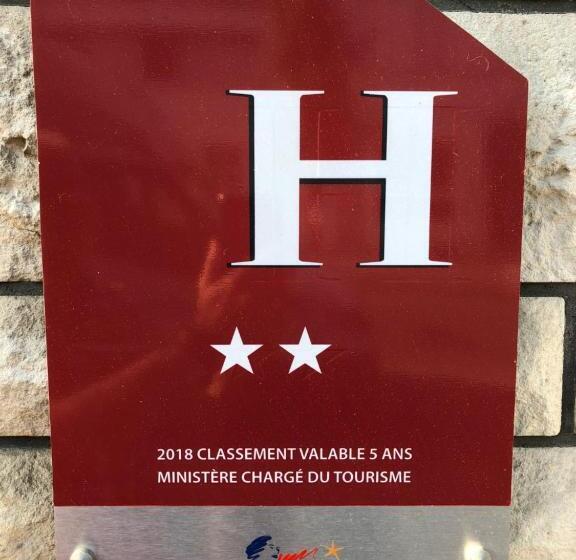 H
2018 CLASSEMENT VALABLE 5 ANS
MINISTÈRE CHARGÉ DU TOURISME